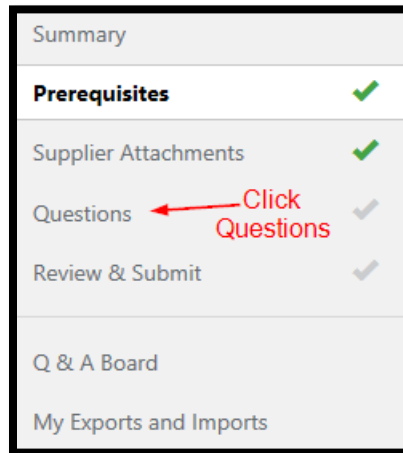 Summary
Prerequisites
Supplier Attachments
Questions
Click
Questions
Review & Submit
Q & A Board
My Exports and Imports